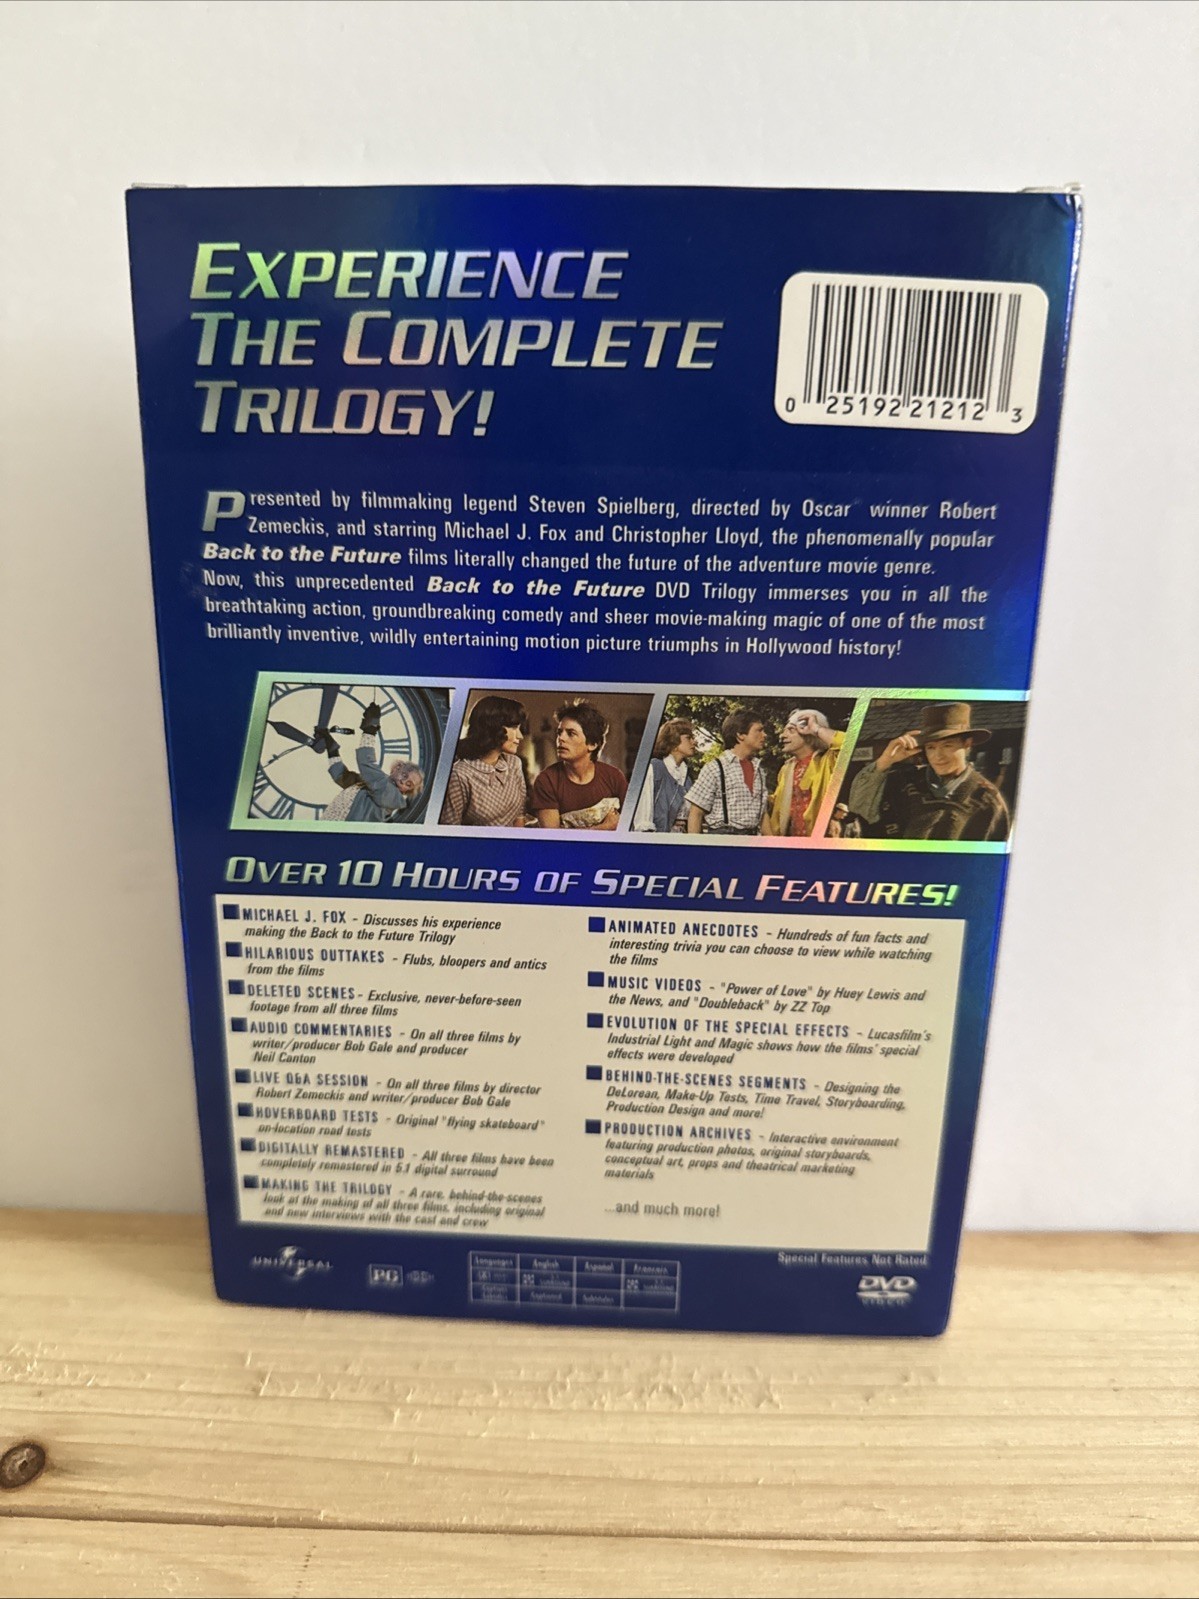 EXPERIENCE
THE COMPLETE
TRILOGY!
0 25192 21212 3
Presented by filmmaking legend Steven Spielberg, directed by Oscar winner Robert
Zemeckis, and starring Michael J. Fox and Christopher Lloyd, the phenomenally popular
Back to the Future films literally changed the future of the adventure movie genre.
Now, this unprecedented Back to the Future DVD Trilogy immerses you in all the
breathtaking action, groundbreaking comedy and sheer movie-making magic of one of the most
brilliantly inventive, wildly entertaining motion picture triumphs in Hollywood history!
OVER 10 HOURS OF SPECIAL FEATURES!
MICHAEL J. FOX - Discusses his experience
making the Back to the Future Trilogy
HILARIOUS OUTTAKES - Flubs, bloopers and antics
from the films
DELETED SCENES - Exclusive, never-before-seen
footage from all three films
AUDIO COMMENTARIES - On all three films by
writer/producer Bob Gale and producer
Neil Canton
LIVE Q&A SESSION - On all three films by director
Robert Zemeckis and writer/producer Bob Gale
HOVERBOARD TESTS - Original "flying skateboard"
on-location road tests
DIGITALLY REMASTERED - All three films have been
completely remastered in 5.1 digital surround
MAKING THE TRILOGY - A rare, behind-the-scenes
look at the making of all three films, including original
and new interviews with the cast and crew
ANIMATED ANECDOTES - Hundreds of fun facts and
interesting trivia you can choose to view while watching
the films
MUSIC VIDEOS - "Power of Love" by Huey Lewis and
the News, and "Doubleback" by ZZ Top
EVOLUTION OF THE SPECIAL EFFECTS - Lucasfilm's
Industrial Light and Magic shows how the films' special
effects were developed
BEHIND-THE-SCENES SEGMENTS - Designing the
DeLorean, Make-Up Tests, Time Travel, Storyboarding,
Production Design and more!
PRODUCTION ARCHIVES - Interactive environment
featuring production photos, original storyboards,
conceptual art, props and theatrical marketing
materials
...and much more!
Special Features Not Rated
UNIVERSAL
PG
Languages English Español Français
Captioned Subtitles
DVD
VIDEO